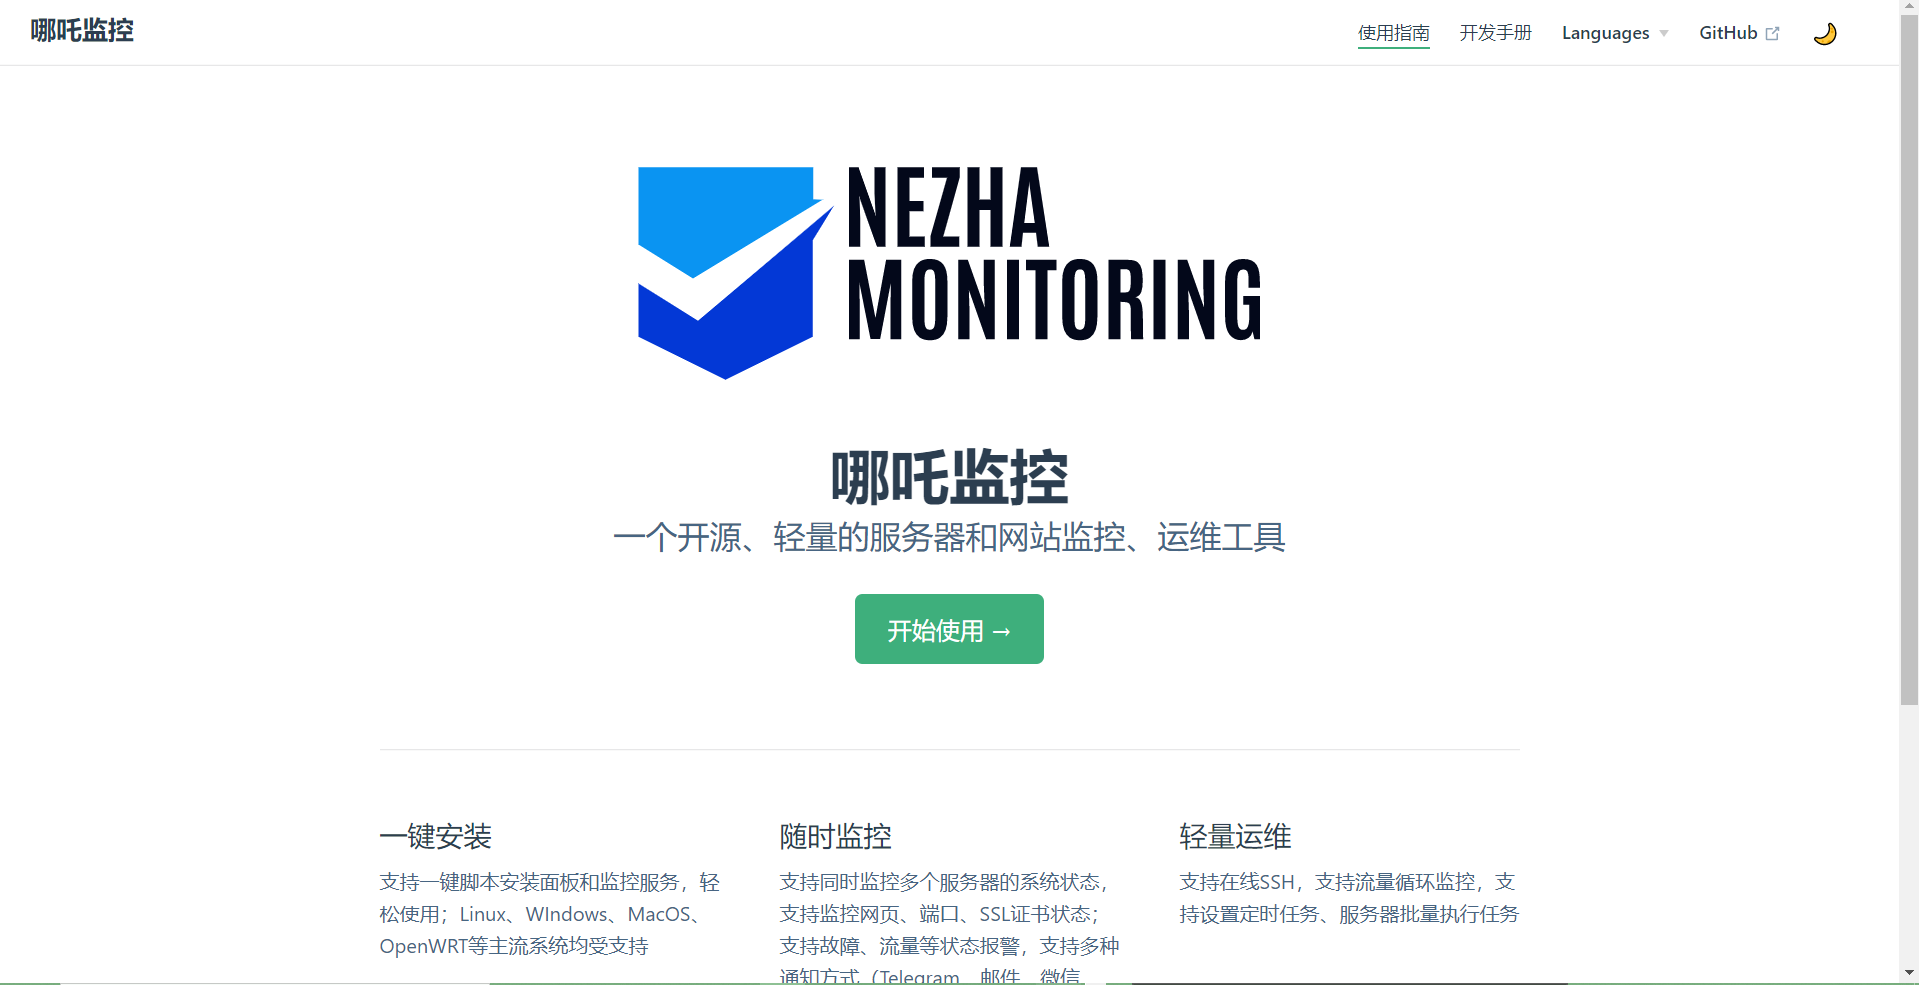 哪吒监控
使用指南
开发手册
Languages
GitHub
NEZHA
MONITORING
哪吒监控
一个开源、轻量的服务器和网站监控、运维工具
开始使用 →
一键安装
支持一键脚本安装面板和监控服务，轻
松使用；Linux、WIndows、MacOS、
OpenWRT等主流系统均受支持
随时监控
支持同时监控多个服务器的系统状态，
支持监控网页、端口、SSL证书状态；
支持故障、流量等状态报警，支持多种
通知方式（Telegram、邮件、微信
轻量运维
支持在线SSH，支持流量循环监控，支
持设置定时任务、服务器批量执行任务